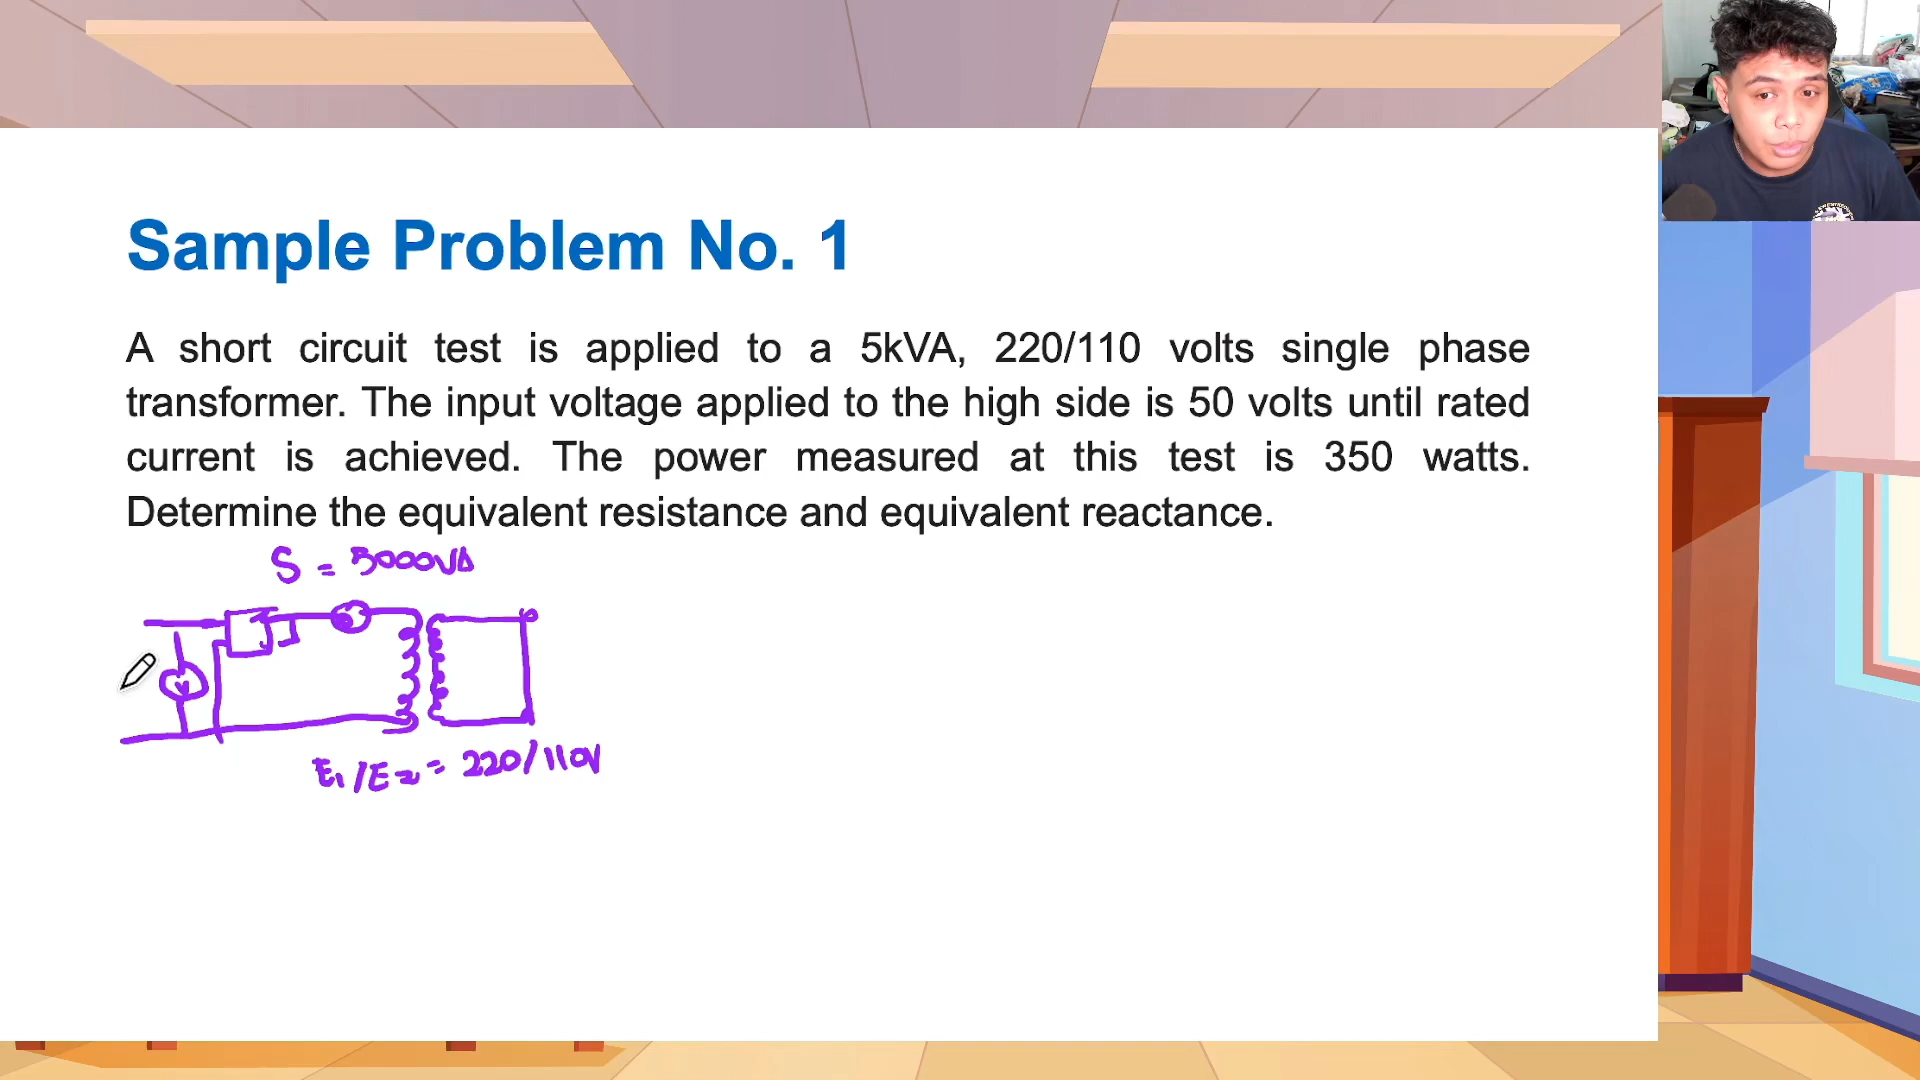 Sample Problem No. 1
A short circuit test is applied to a 5kVA, 220/110 volts single phase
transformer. The input voltage applied to the high side is 50 volts until rated
current is achieved. The power measured at this test is 350 watts.
Determine the equivalent resistance and equivalent reactance.
S = 5000VA
E₁/E₂ = 220/110V